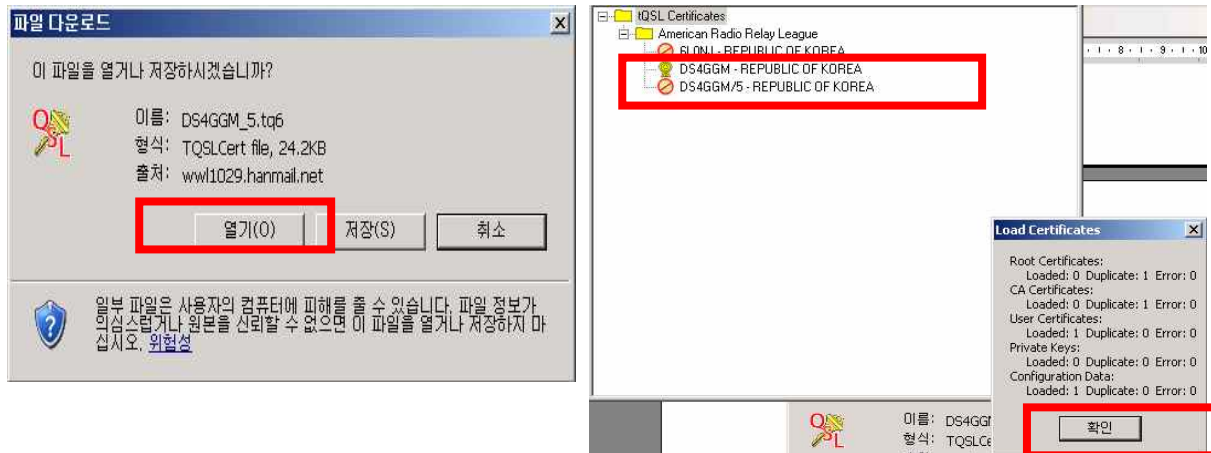 파일 다운로드
이 파일을 열거나 저장하시겠습니까?
QSL
이름: DS4GGM_5.tq6
형식: TQSLCert file, 24.2KB
출처: wwl1029.hanmail.net
열기(O) 저장(S) 취소
일부 파일은 사용자의 컴퓨터에 피해를 줄 수 있습니다. 파일 정보가
의심스럽거나 원본을 신뢰할 수 없으면 이 파일을 열거나 저장하지 마
십시오. 위험성
tQSL Certificates
American Radio Relay League
6L0NJ - REPUBLIC OF KOREA
DS4GGM - REPUBLIC OF KOREA
DS4GGM/5 - REPUBLIC OF KOREA
8 9 10
Load Certificates
Root Certificates:
Loaded: 0 Duplicate: 1 Error: 0
CA Certificates:
Loaded: 0 Duplicate: 1 Error: 0
User Certificates:
Loaded: 1 Duplicate: 0 Error: 0
Private Keys:
Loaded: 0 Duplicate: 0 Error: 0
Configuration Data:
Loaded: 1 Duplicate: 0 Error: 0
확인
QSL
이름: DS4GG
형식: TQSLCe